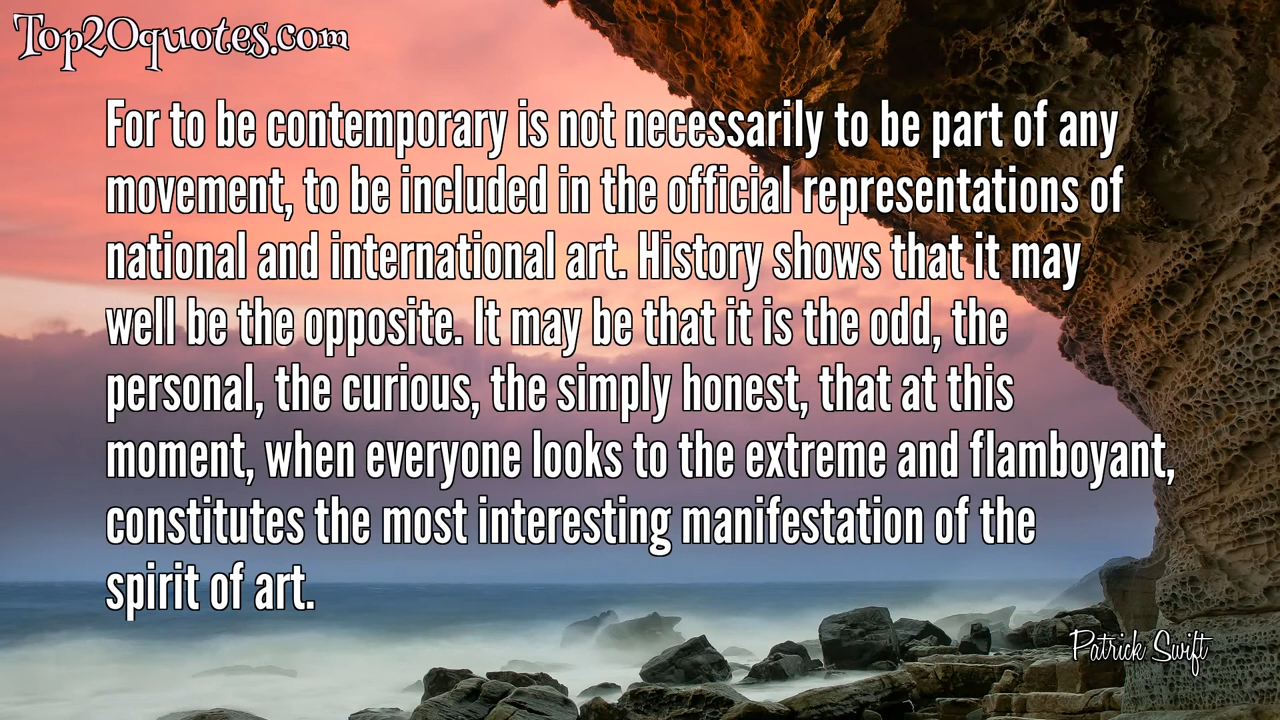 Top20quotes.com
For to be contemporary is not necessarily to be part of any
movement, to be included in the official representations of
national and international art. History shows that it may
well be the opposite. It may be that it is the odd, the
personal, the curious, the simply honest, that at this
moment, when everyone looks to the extreme and flamboyant,
constitutes the most interesting manifestation of the
spirit of art.
Patrick Swift